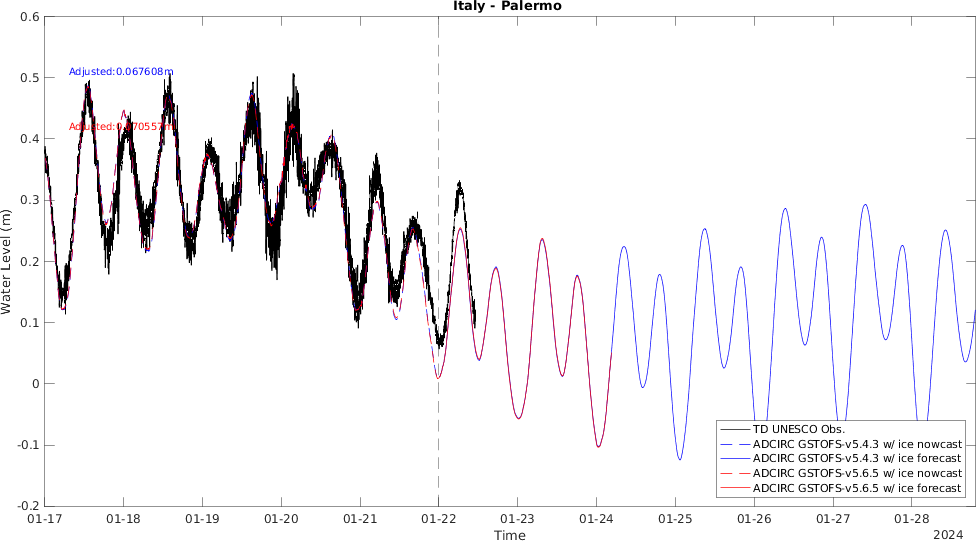 Italy - Palermo
0.6
0.5
0.4
0.3
0.2
0.1
0
-0.1
-0.2
Water Level (m)
Adjusted:0.067608m
Adjusted:0.070557m
TD UNESCO Obs.
ADCIRC GSTOFS-v5.4.3 w/ ice nowcast
ADCIRC GSTOFS-v5.4.3 w/ ice forecast
ADCIRC GSTOFS-v5.6.5 w/ ice nowcast
ADCIRC GSTOFS-v5.6.5 w/ ice forecast
01-17 01-18 01-19 01-20 01-21 01-22 01-23 01-24 01-25 01-26 01-27 01-28
Time
2024